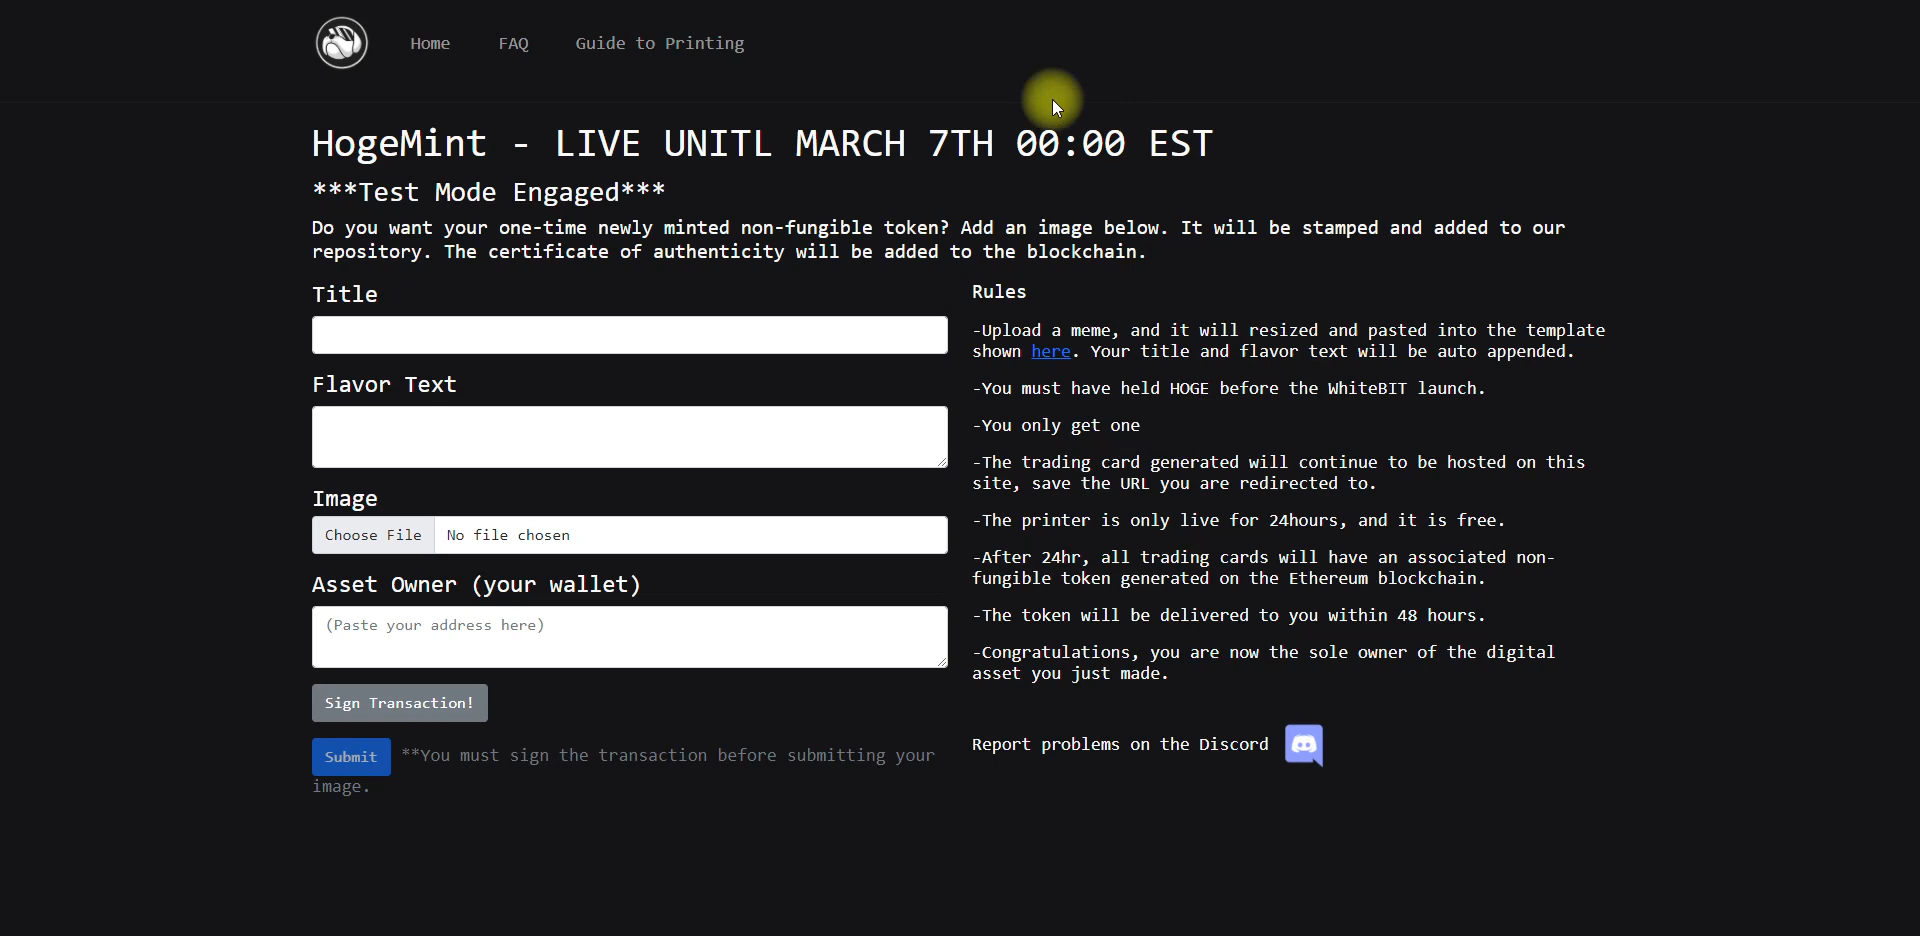 Home FAQ Guide to Printing
HogeMint - LIVE UNITL MARCH 7TH 00:00 EST
***Test Mode Engaged***
Do you want your one-time newly minted non-fungible token? Add an image below. It will be stamped and added to our
repository. The certificate of authenticity will be added to the blockchain.
Title
Flavor Text
Image
Choose File No file chosen
Asset Owner (your wallet)
(Paste your address here)
Sign Transaction!
Submit **You must sign the transaction before submitting your
image.
Rules
-Upload a meme, and it will resized and pasted into the template
shown here. Your title and flavor text will be auto appended.
-You must have held HOGE before the WhiteBIT launch.
-You only get one
-The trading card generated will continue to be hosted on this
site, save the URL you are redirected to.
-The printer is only live for 24hours, and it is free.
-After 24hr, all trading cards will have an associated non-
fungible token generated on the Ethereum blockchain.
-The token will be delivered to you within 48 hours.
-Congratulations, you are now the sole owner of the digital
asset you just made.
Report problems on the Discord